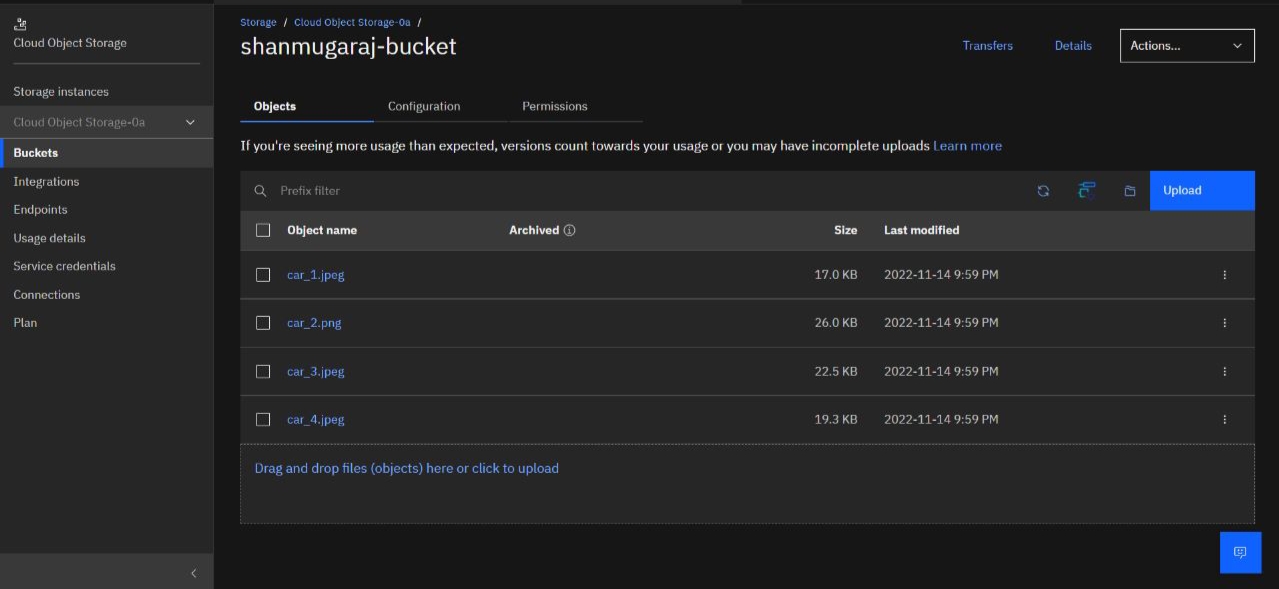 Cloud Object Storage
Storage instances
Cloud Object Storage-0a
Buckets
Integrations
Endpoints
Usage details
Service credentials
Connections
Plan
Storage / Cloud Object Storage-0a /
shanmugaraj-bucket
Transfers Details Actions...
Objects Configuration Permissions
If you're seeing more usage than expected, versions count towards your usage or you may have incomplete uploads Learn more
Prefix filter Upload
Object name Archived Size Last modified
car_1.jpeg 17.0 KB 2022-11-14 9:59 PM
car_2.png 26.0 KB 2022-11-14 9:59 PM
car_3.jpeg 22.5 KB 2022-11-14 9:59 PM
car_4.jpeg 19.3 KB 2022-11-14 9:59 PM
Drag and drop files (objects) here or click to upload